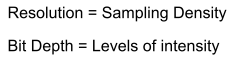 Resolution = Sampling Density
Bit Depth = Levels of intensity